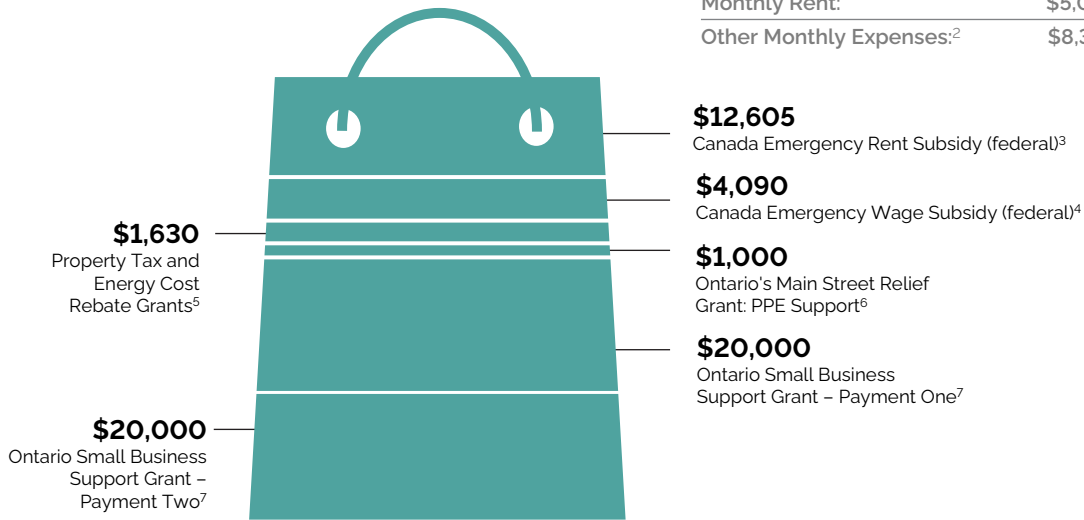 Monthly Rent:
Other Monthly Expenses:2
$12,605
Canada Emergency Rent Subsidy (federal)3
$4,090
Canada Emergency Wage Subsidy (federal)4
$1,630
Property Tax and
Energy Cost
Rebate Grants5
$1,000
Ontario's Main Street Relief
Grant: PPE Support6
$20,000
Ontario Small Business
Support Grant – Payment One7
$20,000
Ontario Small Business
Support Grant –
Payment Two7